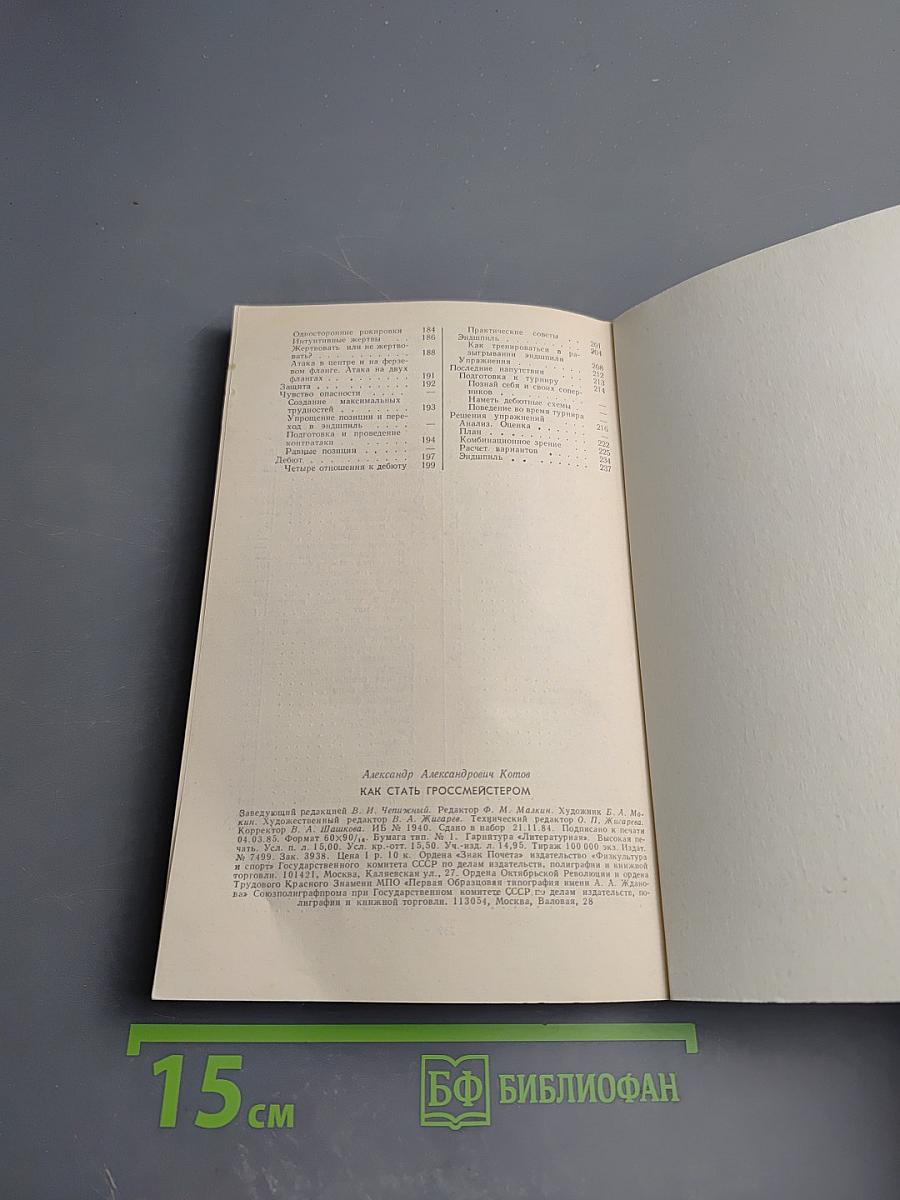 Односторонние рокировки 184
Интуитивные жертвы . . 186
Жертвовать или не жертво-
вать? . . . . . . . . . . 188
Атака в центре и на ферзе-
вом фланге. Атака на двух
флангах . . . . . . . . . 191
Защита . . . . . . . . . . . 192
Чувство опасности . . . . —
Создание максимальных
трудностей . . . . . . . 193
Упрощение позиции и пере-
ход в эндшпиль . . . . . —
Подготовка и проведение
контратаки . . . . . . . 194
Равные позиции . . . . . —
Дебют . . . . . . . . . . . 197
Четыре отношения к дебюту 199
Практические советы
Эндшпиль . . . . . . . . . 201
Как тренироваться в ра- 204
зыгрывании эндшпиля
Упражнения . . . . . . . . 208
Последние напутствия . . . 212
Подготовка к турниру . . 213
Познай себя и своих сопер- 214
ников . . . . . . . . .
Наметь дебютные схемы . . —
Поведение во время турнира —
Решения упражнений . . . . —
Анализ. Оценка . . . . . 216
План . . . . . . . . . . —
Комбинационное зрение . . 222
Расчет вариантов . . . . 225
Эндшпиль . . . . . . . . 234
237
Александр Александрович Котов
КАК СТАТЬ ГРОССМЕЙСТЕРОМ
Заведующий редакцией В. И. Чепижный. Редактор Ф. М. Малкин. Художник Б. А. Мо-
кин. Художественный редактор В. А. Жигарев. Технический редактор О. П. Жигарева.
Корректор В. А. Шашкова. ИБ № 1940. Сдано в набор 21.11.84. Подписано к печати
04.03.85. Формат 60×90/16. Бумага тип. № 1. Гарнитура «Литературная». Высокая пе-
чать. Усл. п. л. 15,00. Усл. кр.-отт. 15,50. Уч.-изд. л. 14,95. Тираж 100 000 экз. Издат.
№ 7499. Зак. 3938. Цена 1 р. 10 к. Ордена «Знак Почета» издательство «Физкультура
и спорт» Государственного комитета СССР по делам издательств, полиграфии и книжной
торговли. 101421, Москва, Каляевская ул., 27. Ордена Октябрьской Революции и ордена
Трудового Красного Знамени МПО «Первая Образцовая типография имени А. А. Ждано-
ва» Союзполиграфпрома при Государственном комитете СССР по делам издательств, по-
лиграфии и книжной торговли. 113054, Москва, Валовая, 28
15 см
БФ БИБЛИОФАН